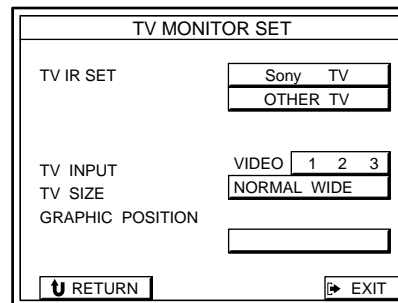 TV MONITOR SET
TV IR SET Sony TV
OTHER TV
TV INPUT VIDEO 1 2 3
TV SIZE NORMAL WIDE
GRAPHIC POSITION
RETURN EXIT